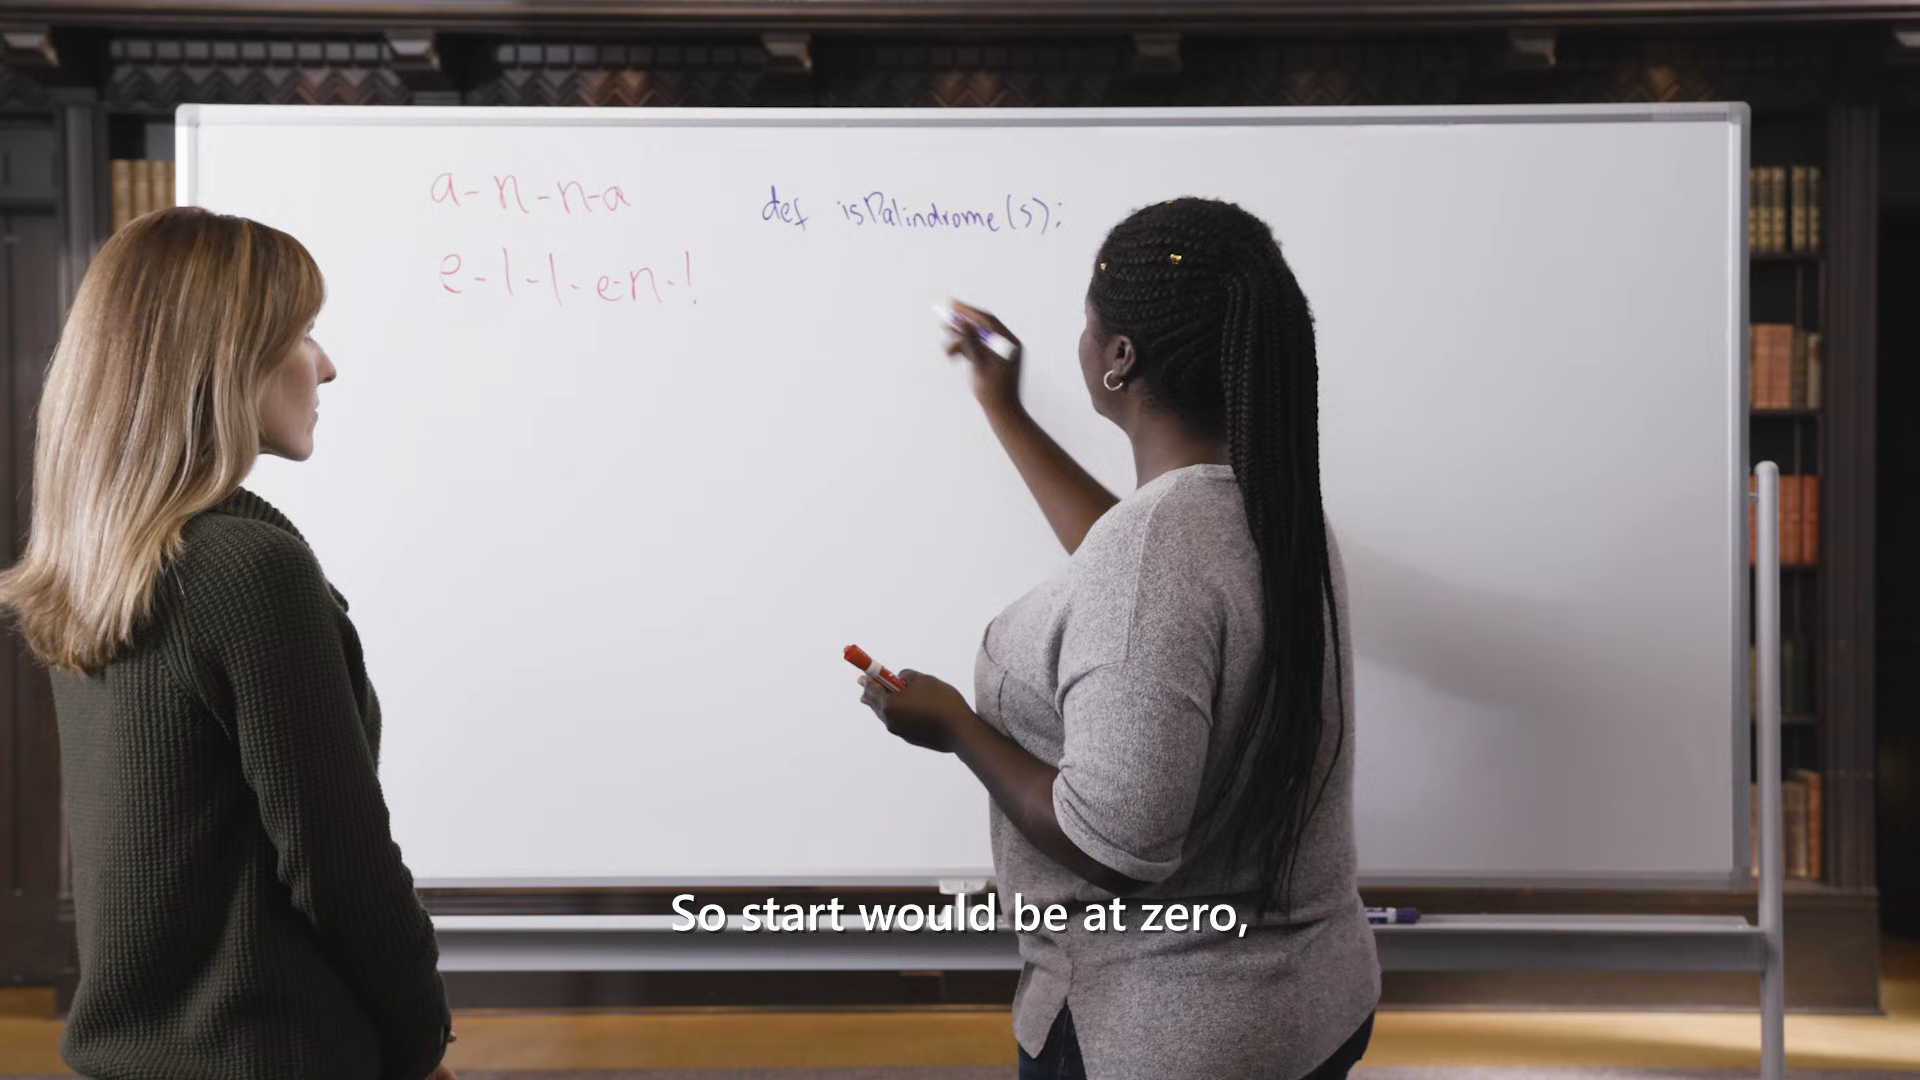 a-n-n-a
e-l-l-e-n-!
def isPalindrome(s):
So start would be at zero,